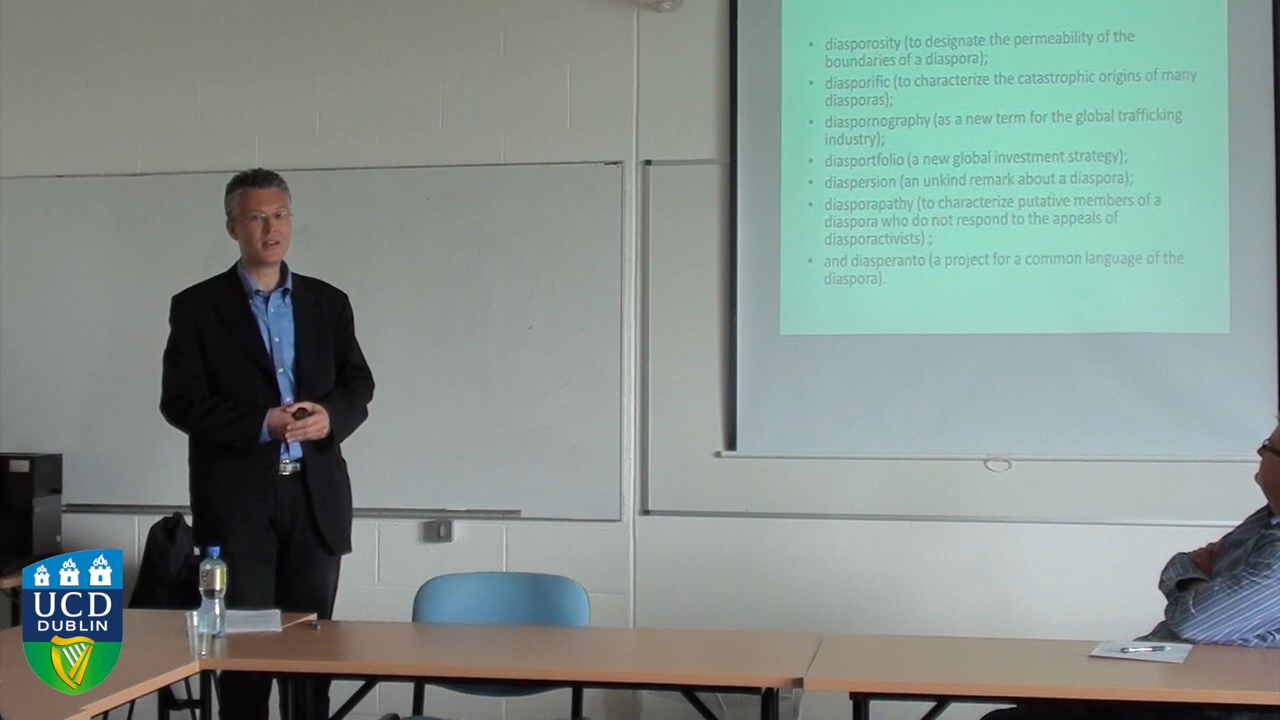 • diasporosity (to designate the permeability of the
boundaries of a diaspora);
• diasporific (to characterize the catastrophic origins of many
diasporas);
• diaspornography (as a new term for the global trafficking
industry);
• diasportfolio (a new global investment strategy);
• diaspersion (an unkind remark about a diaspora);
• diasporapathy (to characterize putative members of a
diaspora who do not respond to the appeals of
diasporactivists) ;
• and diasperanto (a project for a common language of the
diaspora).
UCD
DUBLIN